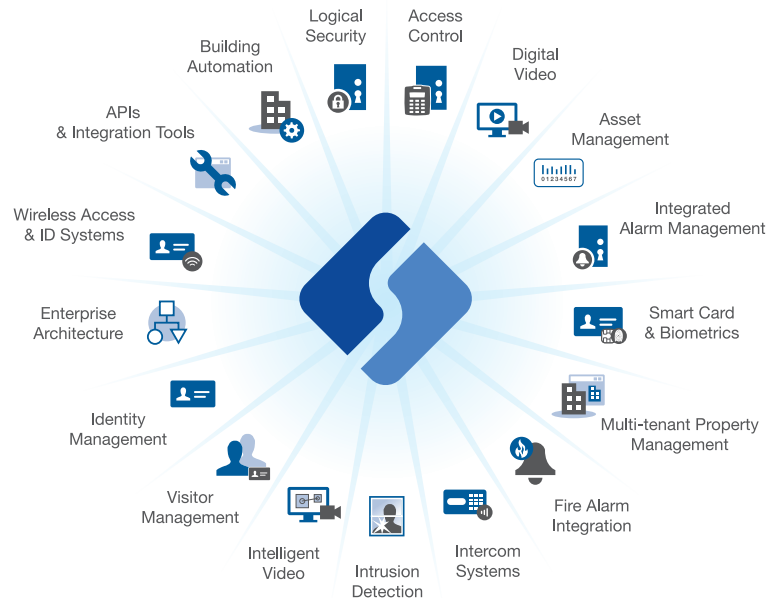 Logical
Security
Access
Control
Digital
Video
Asset
Management
01234567
Integrated
Alarm Management
Smart Card
& Biometrics
Multi-tenant Property
Management
Fire Alarm
Integration
Intercom
Systems
Intrusion
Detection
Intelligent
Video
Visitor
Management
Identity
Management
Enterprise
Architecture
Wireless Access
& ID Systems
APIs
& Integration Tools
Building
Automation